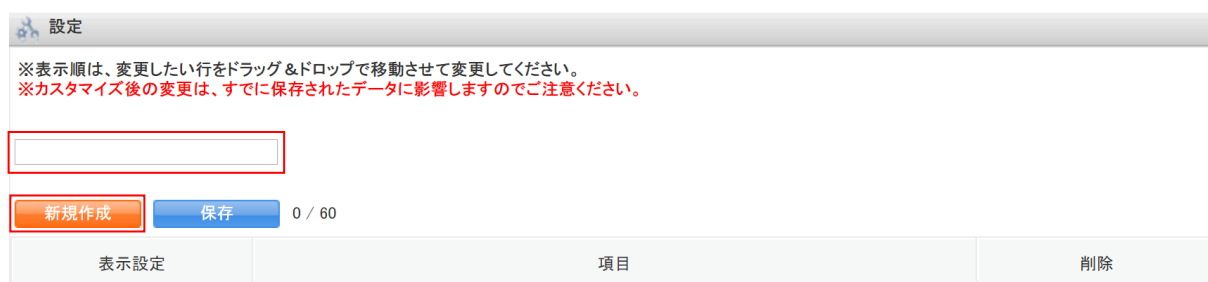 設定
※表示順は、変更したい行をドラッグ&ドロップで移動させて変更してください。
※カスタマイズ後の変更は、すでに保存されたデータに影響しますのでご注意ください。
新規作成 保存 0 / 60
表示設定 項目 削除